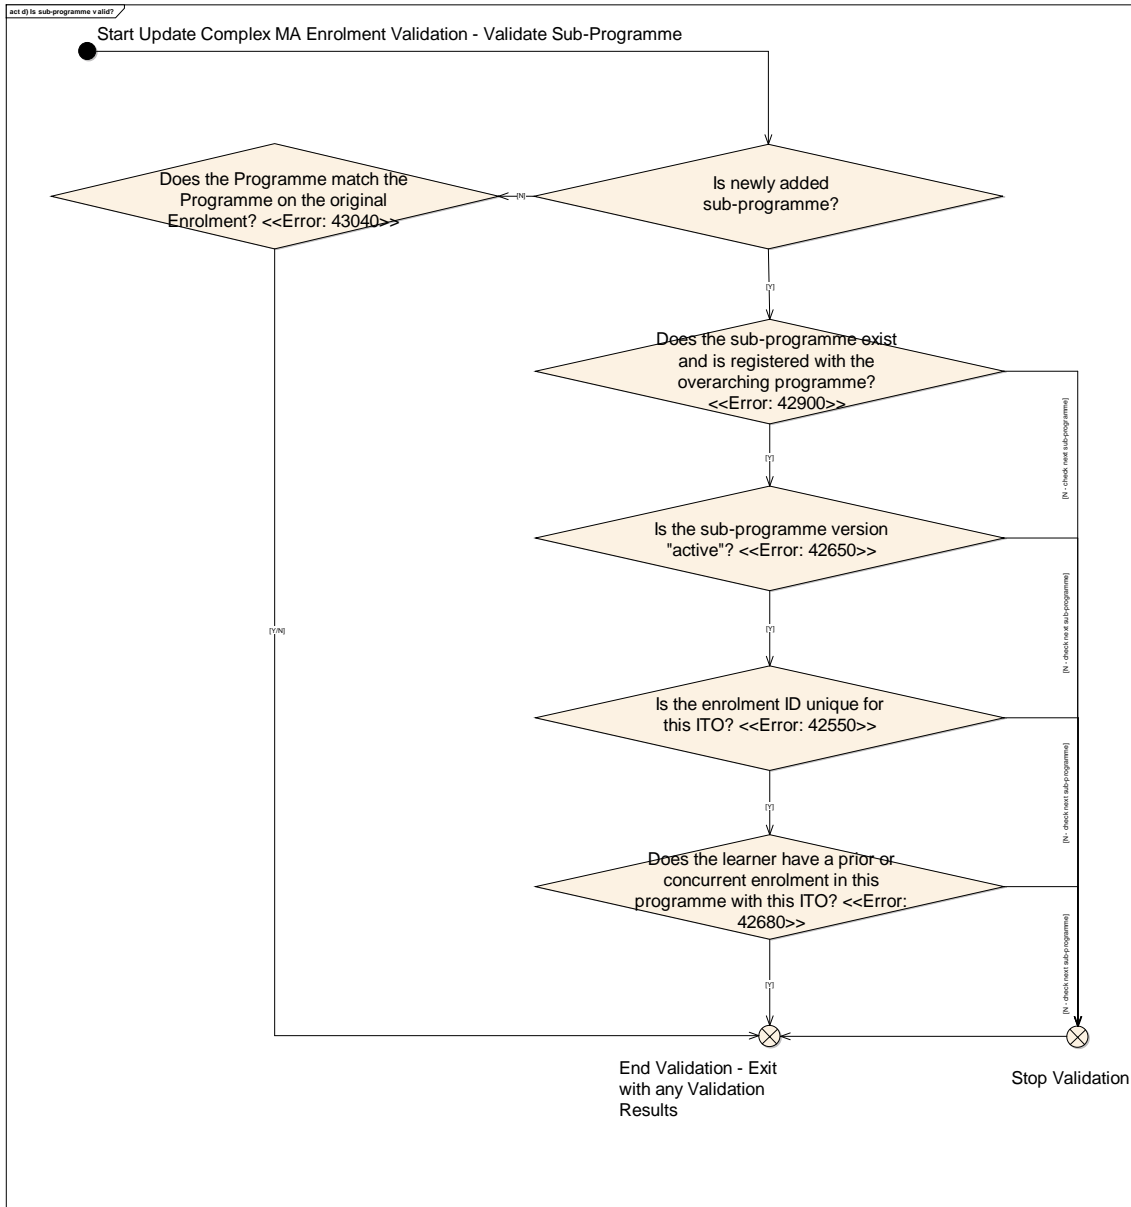 act d) Is sub-programme valid?
Start Update Complex MA Enrolment Validation - Validate Sub-Programme
Does the Programme match the
Programme on the original
Enrolment? <<Error: 43040>>
[N]
Is newly added
sub-programme?
[Y]
Does the sub-programme exist
and is registered with the
overarching programme?
<<Error: 42900>>
[N - check next sub-programme]
[Y]
Is the sub-programme version
"active"? <<Error: 42650>>
[N - check next sub-programme]
[Y/N]
[Y]
Is the enrolment ID unique for
this ITO? <<Error: 42550>>
[N - check next sub-programme]
[Y]
Does the learner have a prior or
concurrent enrolment in this
programme with this ITO? <<Error:
42680>>
[N - check next sub-programme]
[Y]
End Validation - Exit
with any Validation
Results
Stop Validation